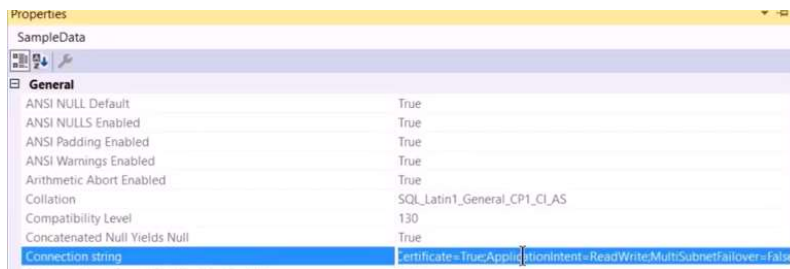 Properties
SampleData
General
ANSI NULL Default True
ANSI NULLS Enabled True
ANSI Padding Enabled True
ANSI Warnings Enabled True
Arithmetic Abort Enabled True
Collation SQL_Latin1_General_CP1_CI_AS
Compatibility Level 130
Concatenated Null Yields Null True
Connection string Certificate=True;ApplicationIntent=ReadWrite;MultiSubnetFailover=False